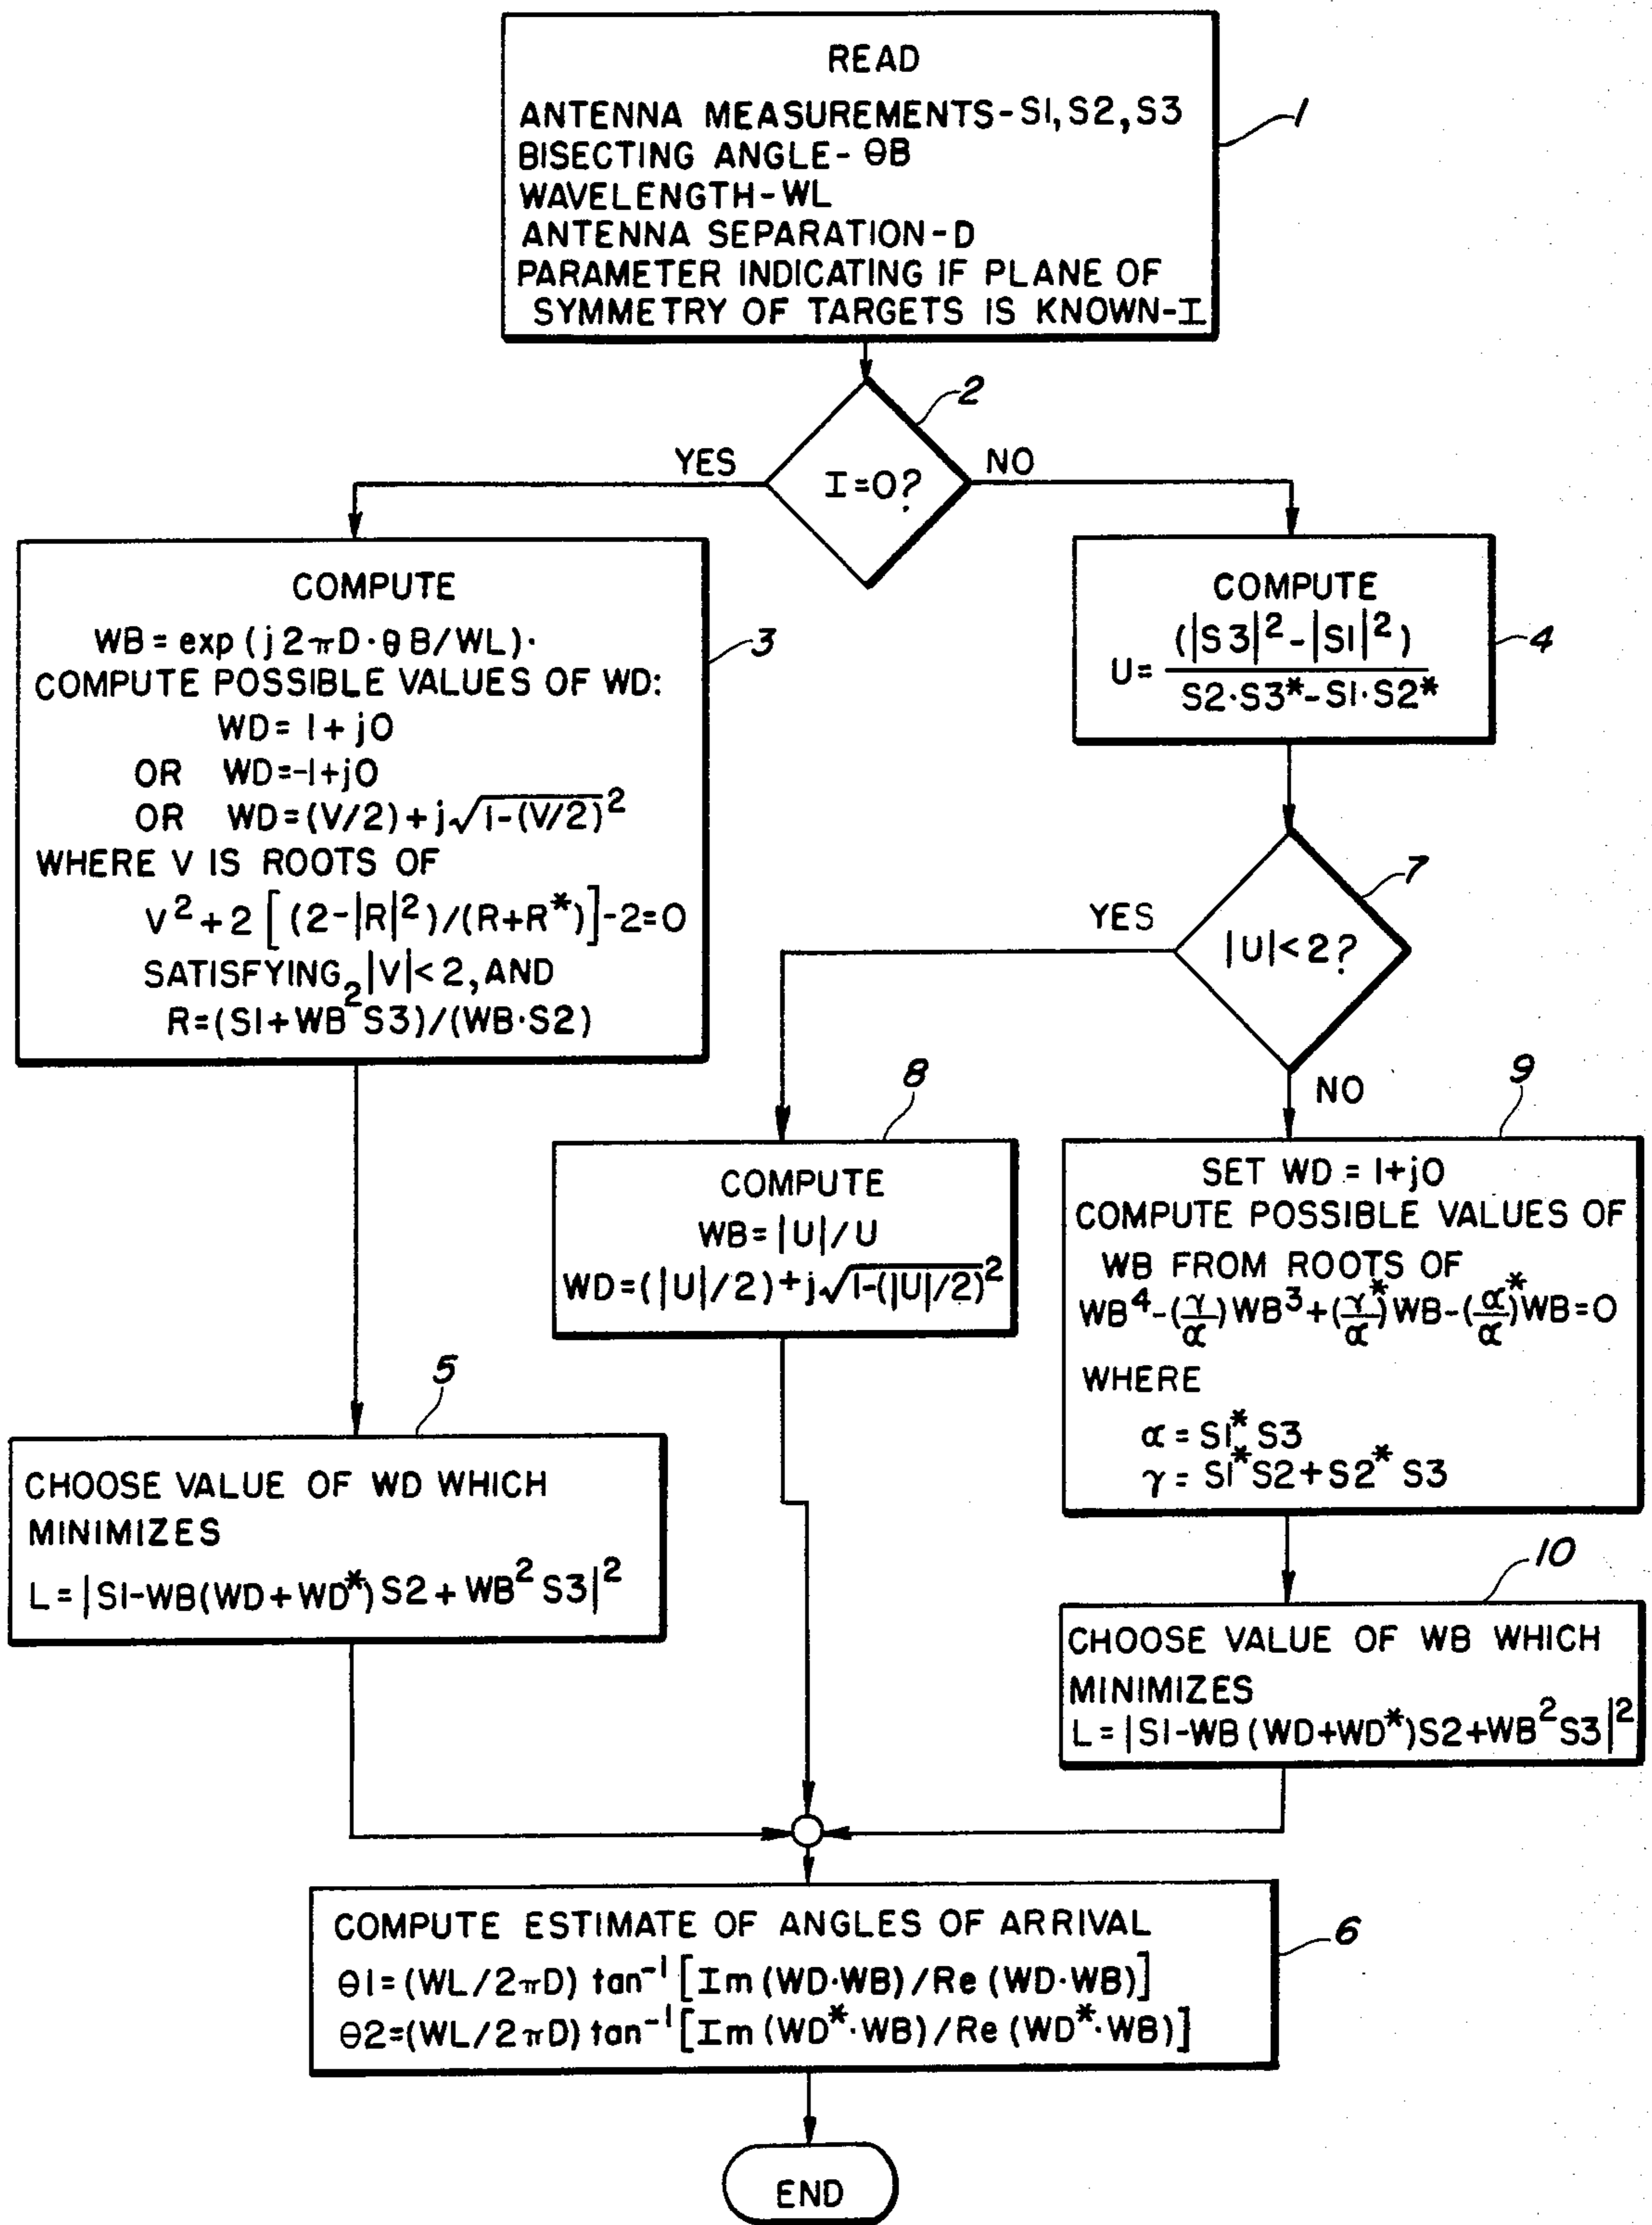 READ
ANTENNA MEASUREMENTS-S1, S2, S3
BISECTING ANGLE- θB
WAVELENGTH-WL
ANTENNA SEPARATION-D
PARAMETER INDICATING IF PLANE OF
SYMMETRY OF TARGETS IS KNOWN-I
1
2
I=0?
YES
NO
COMPUTE
WB = exp (j 2πD·θB/WL).
COMPUTE POSSIBLE VALUES OF WD:
WD= 1+ j0
OR WD=-1+j0
OR WD=(V/2)+j√1-(V/2)²
WHERE V IS ROOTS OF
V²+2 [(2-|R|²)/(R+R*)]-2=0
SATISFYING |V|<2, AND
R=(S1+WB²S3)/(WB·S2)
3
COMPUTE
U= (|S3|²-|S1|²) / S2·S3*-S1·S2*
4
7
|U|<2?
YES
NO
8
COMPUTE
WB=|U|/U
WD=(|U|/2)+j√1-(|U|/2)²
9
SET WD = 1+j0
COMPUTE POSSIBLE VALUES OF
WB FROM ROOTS OF
WB⁴-(γ/α)WB³+(γ/α)*WB-(α/α)*WB=0
WHERE
α = S1*S3
γ = S1*S2+S2*S3
5
CHOOSE VALUE OF WD WHICH
MINIMIZES
L=|S1-WB(WD+WD*)S2+WB²S3|²
10
CHOOSE VALUE OF WB WHICH
MINIMIZES
L=|S1-WB(WD+WD*)S2+WB²S3|²
COMPUTE ESTIMATE OF ANGLES OF ARRIVAL
θ1=(WL/2πD) tan⁻¹[Im(WD·WB)/Re(WD·WB)]
θ2=(WL/2πD) tan⁻¹[Im(WD*·WB)/Re(WD*·WB)]
6
END